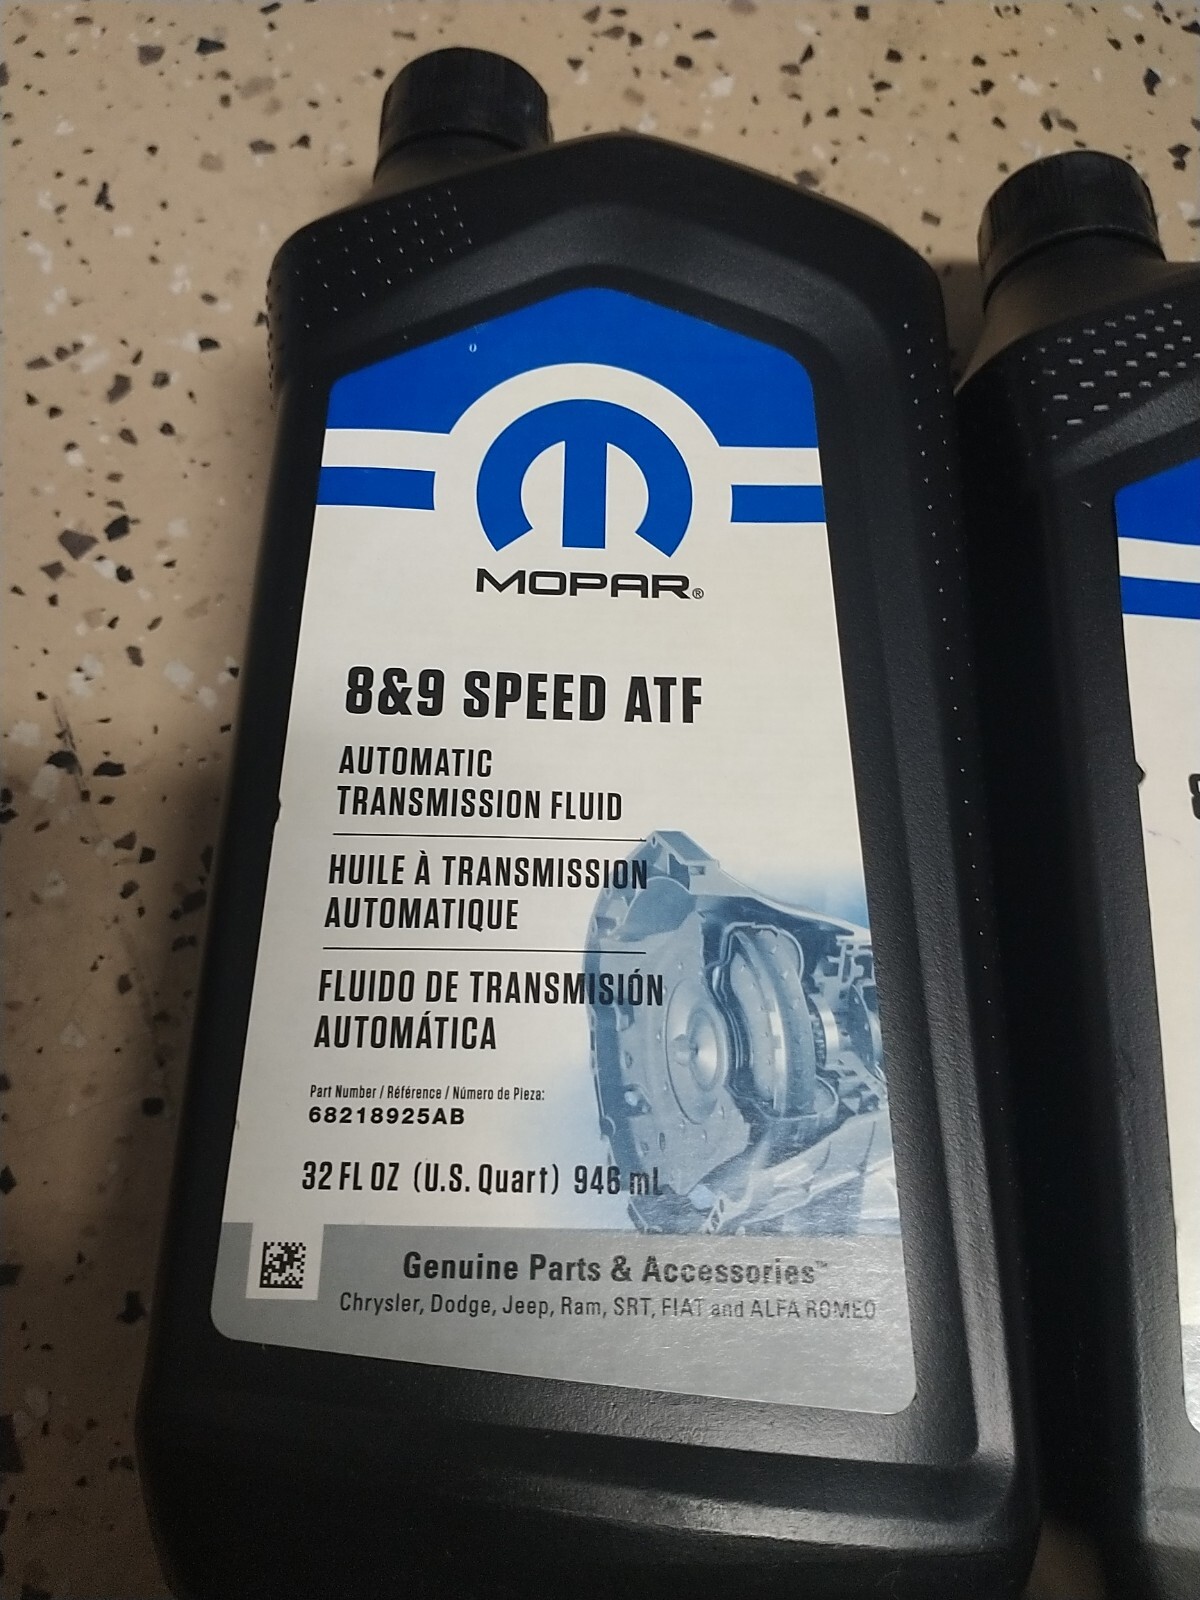 MOPAR®
8&9 SPEED ATF
AUTOMATIC
TRANSMISSION FLUID
HUILE À TRANSMISSION
AUTOMATIQUE
FLUIDO DE TRANSMISIÓN
AUTOMÁTICA
Part Number / Référence / Número de Pieza:
68218925AB
32 FL OZ (U.S. Quart) 946 mL
Genuine Parts & Accessories™
Chrysler, Dodge, Jeep, Ram, SRT, FIAT and ALFA ROMEO